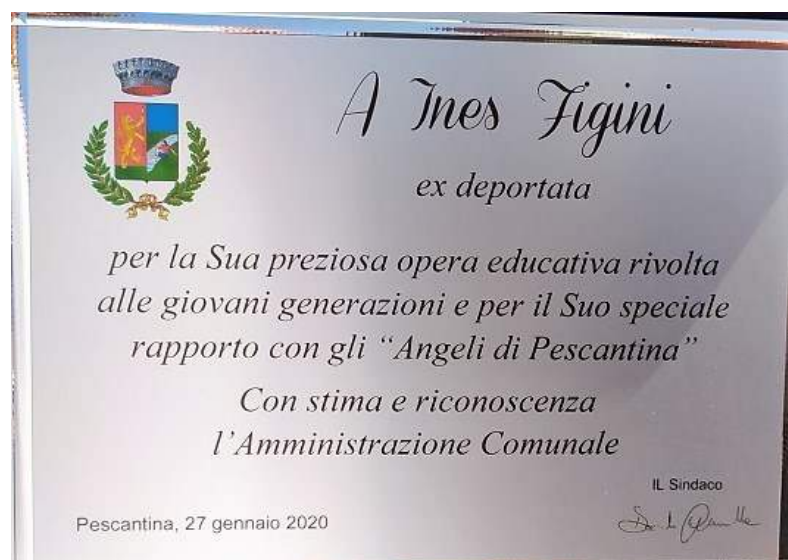 A Ines Figini
ex deportata
per la Sua preziosa opera educativa rivolta
alle giovani generazioni e per il Suo speciale
rapporto con gli “Angeli di Pescantina”
Con stima e riconoscenza
l’Amministrazione Comunale
IL Sindaco
Pescantina, 27 gennaio 2020